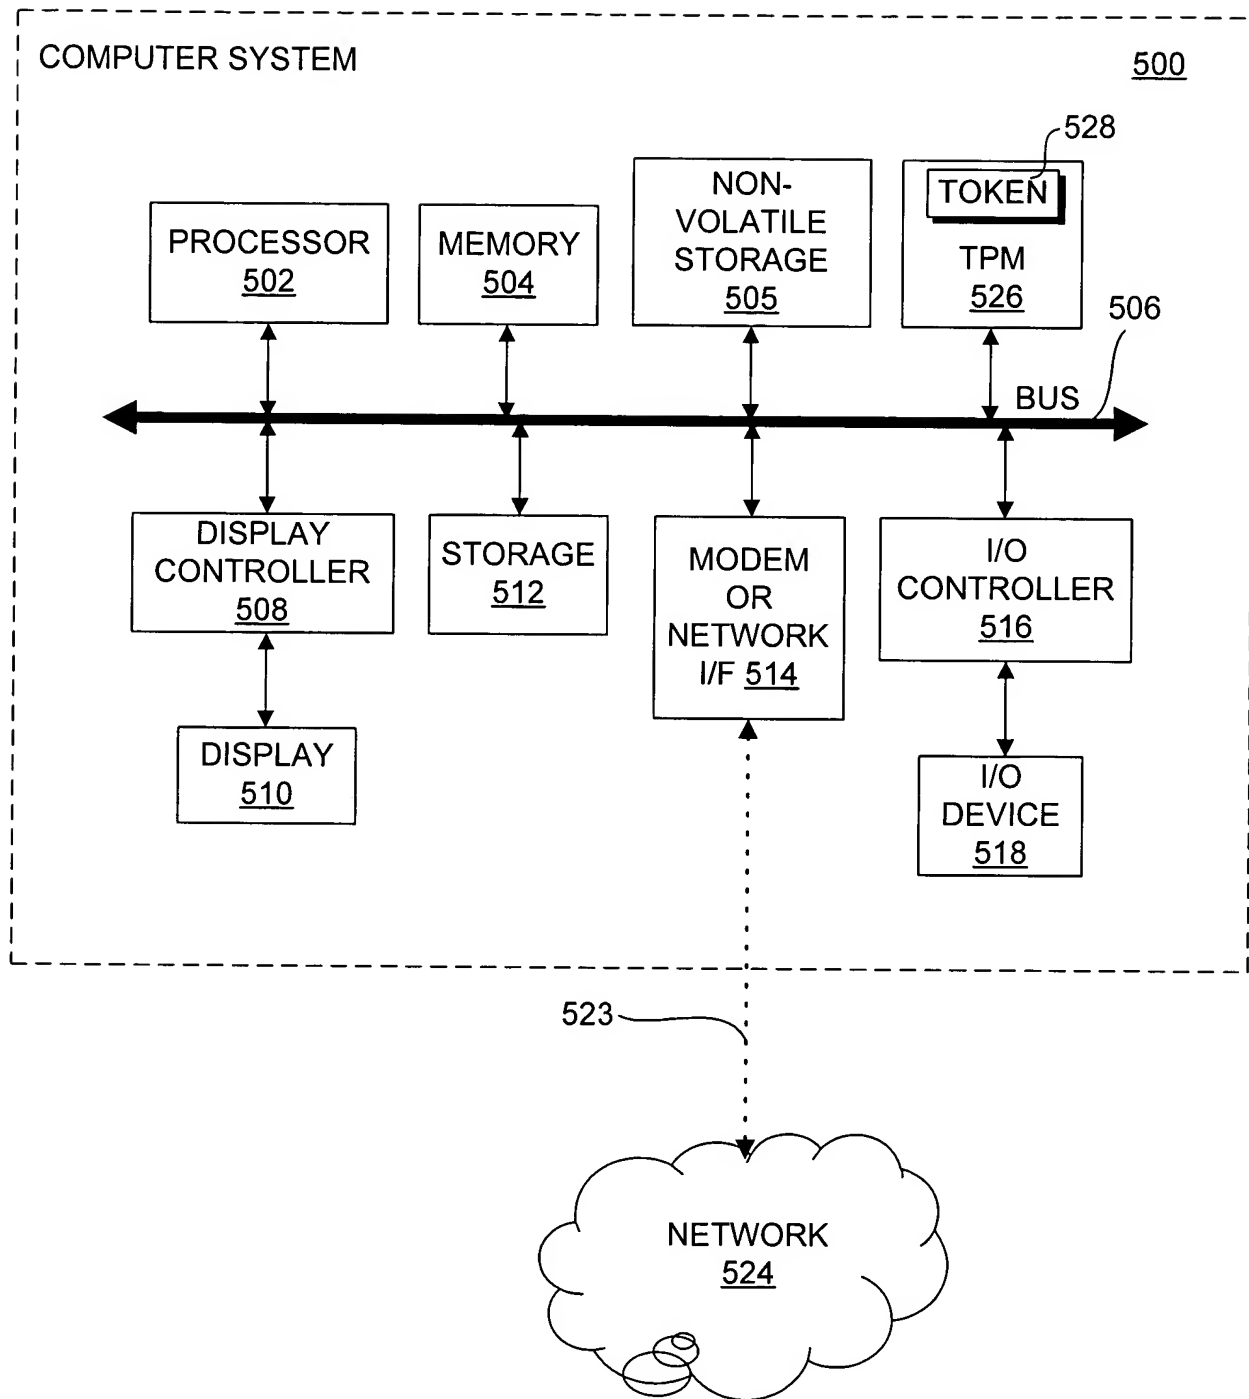 COMPUTER SYSTEM
500
528
PROCESSOR
502
MEMORY
504
NON-
VOLATILE
STORAGE
505
TOKEN
TPM
526
506
BUS
DISPLAY
CONTROLLER
508
STORAGE
512
MODEM
OR
NETWORK
I/F 514
I/O
CONTROLLER
516
DISPLAY
510
I/O
DEVICE
518
523
NETWORK
524